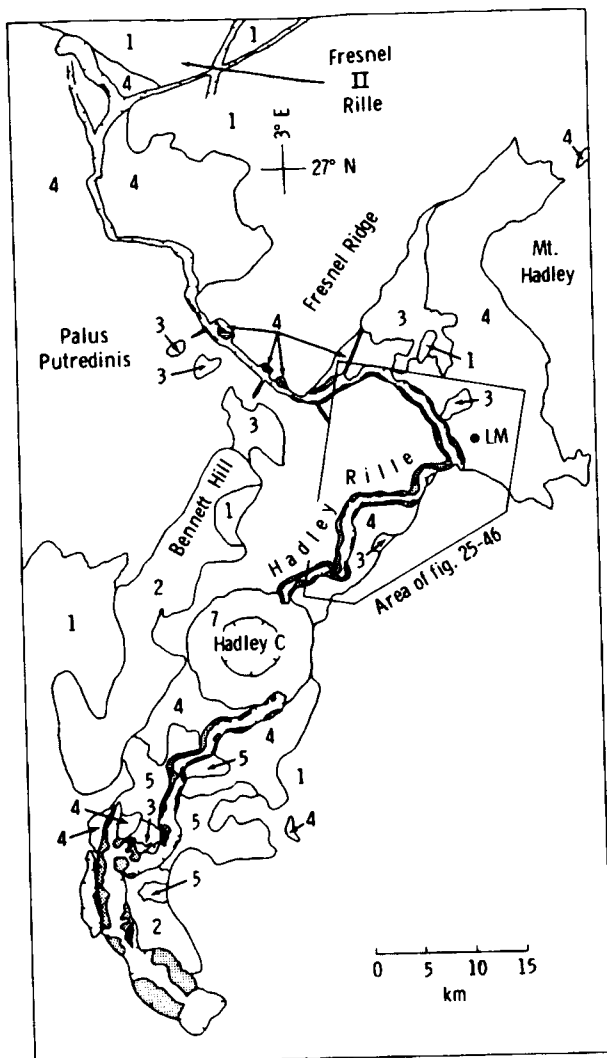 1
1
Fresnel
II
Rille
4
1
3° E
27° N
4
4
4
Mt.
Hadley
Fresnel Ridge
3
4
3
4
Palus
Putredinis
1
3
3
3
LM
Bennett Hill
1
Hadley Rille
4
3
Area of fig. 25-46
2
1
7
Hadley C
4
4
5
5
1
4
3
4
5
4
5
2
0 5 10 15
km